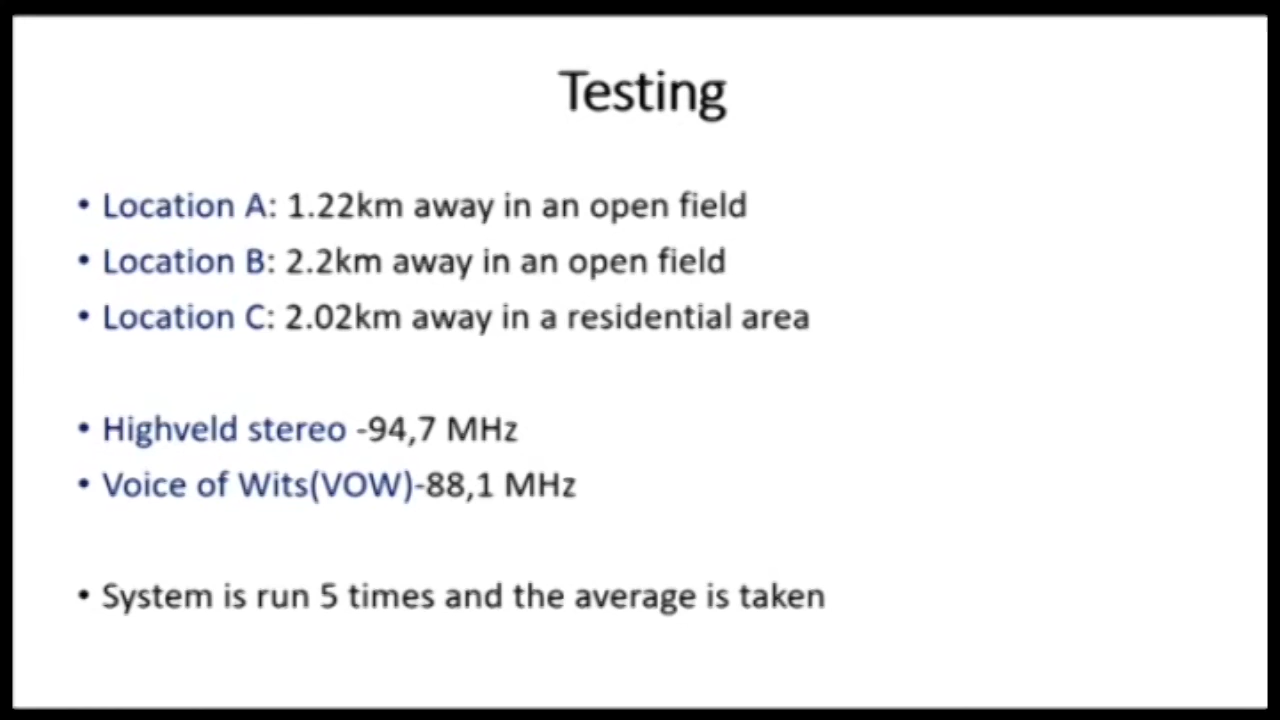 Testing
• Location A: 1.22km away in an open field
• Location B: 2.2km away in an open field
• Location C: 2.02km away in a residential area
• Highveld stereo -94,7 MHz
• Voice of Wits(VOW)-88,1 MHz
• System is run 5 times and the average is taken